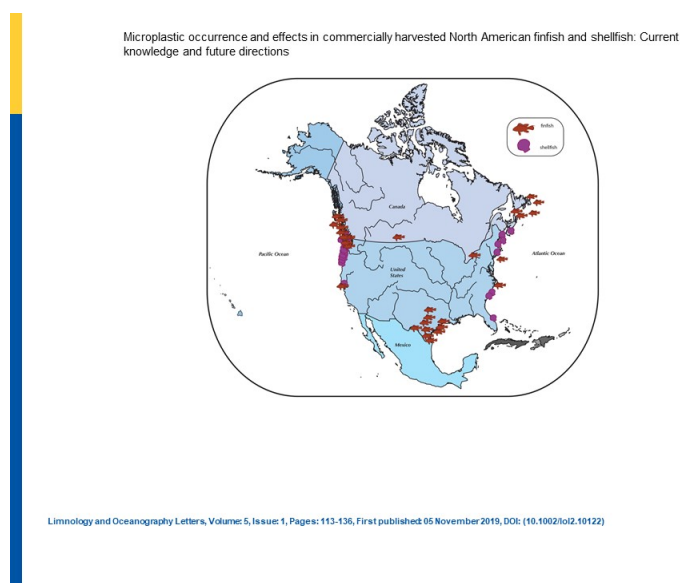 Microplastic occurrence and effects in commercially harvested North American finfish and shellfish: Current
knowledge and future directions
finfish
shellfish
Canada
Pacific Ocean
Atlantic Ocean
United
States
Mexico
Limnology and Oceanography Letters, Volume: 5, Issue: 1, Pages: 113-136, First published: 05 November 2019, DOI: (10.1002/lol2.10122)